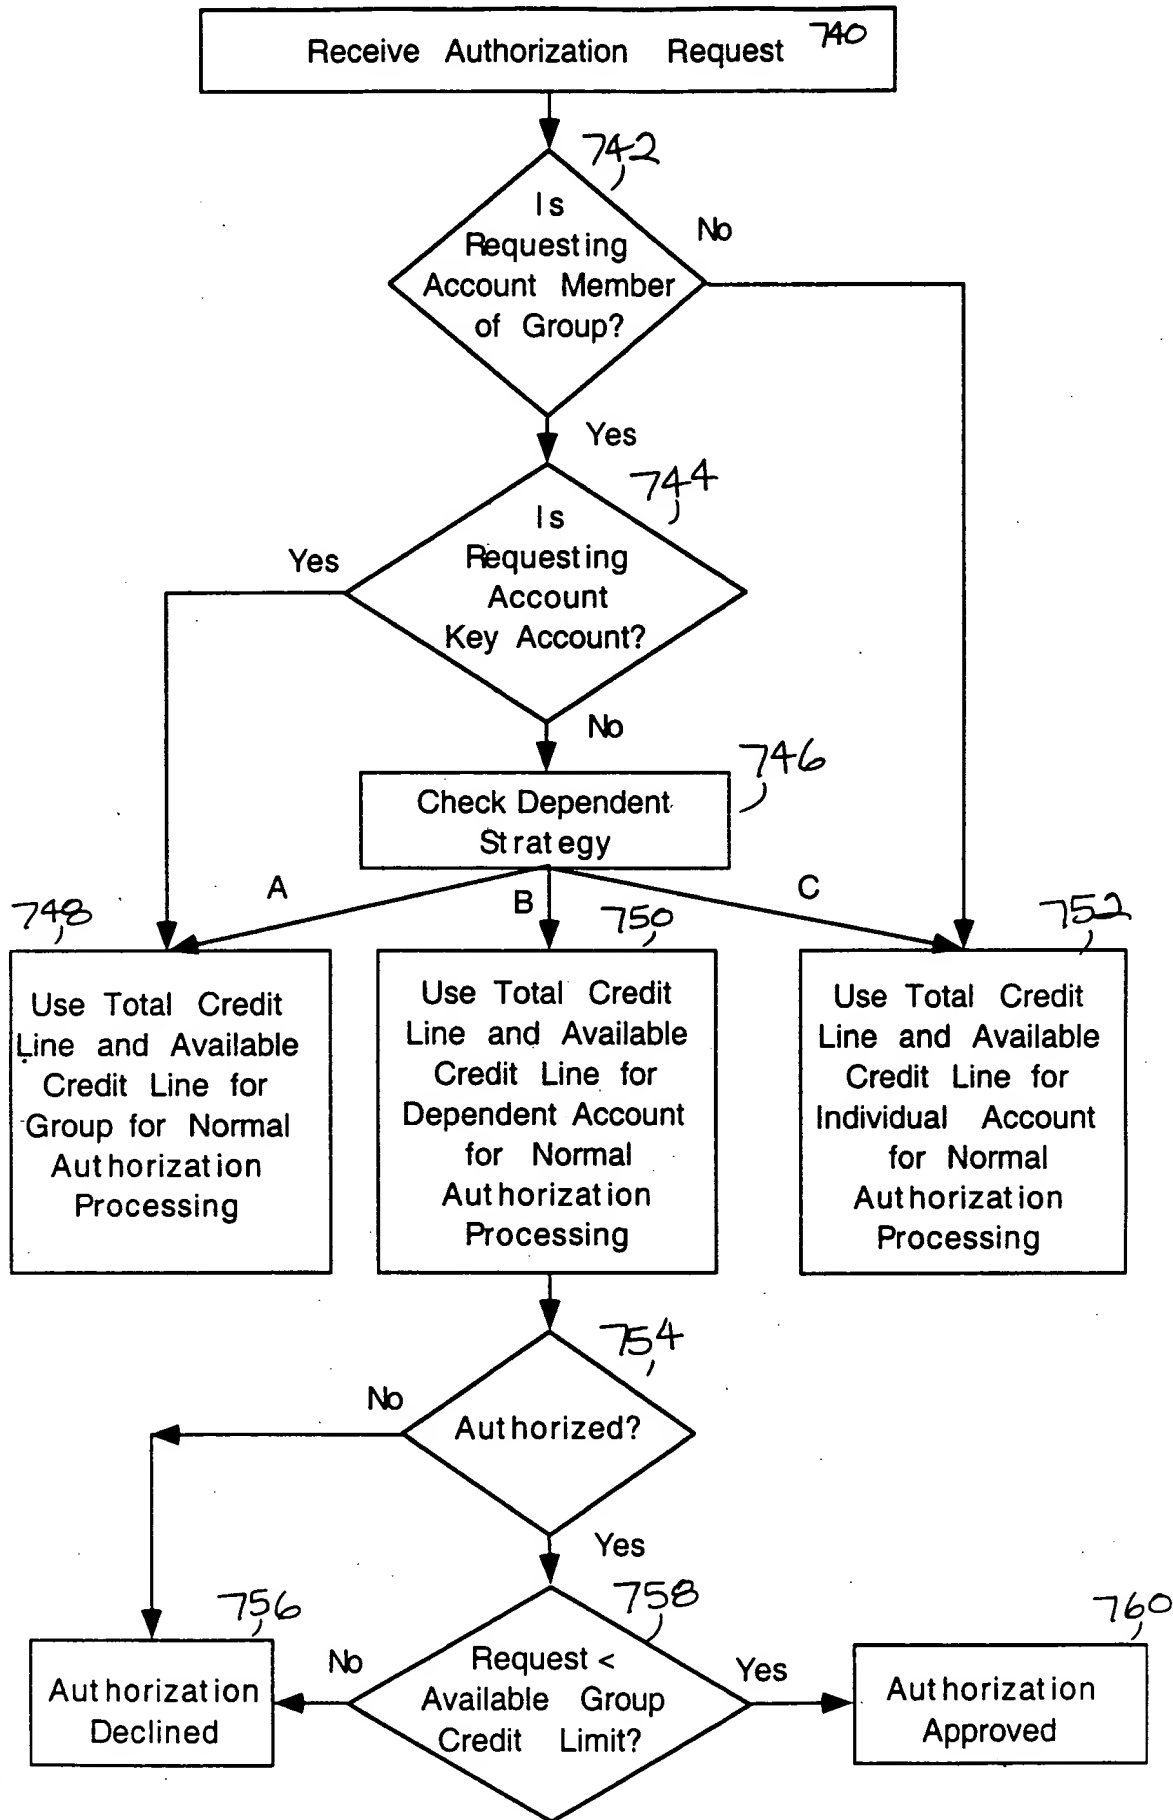 Receive Authorization Request 740
742
Is
Requesting
Account Member
of Group?
No
Yes
744
Is
Requesting
Account
Key Account?
Yes
No
746
Check Dependent
Strategy
A
B
C
748
Use Total Credit
Line and Available
Credit Line for
Group for Normal
Authorization
Processing
750
Use Total Credit
Line and Available
Credit Line for
Dependent Account
for Normal
Authorization
Processing
752
Use Total Credit
Line and Available
Credit Line for
Individual Account
for Normal
Authorization
Processing
754
Authorized?
No
Yes
756
Authorization
Declined
758
Request <
Available Group
Credit Limit?
No
Yes
760
Authorization
Approved